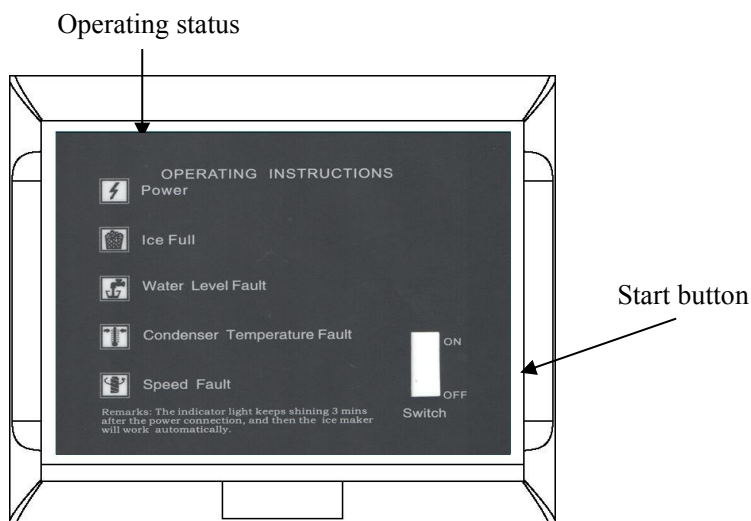 Operating status
OPERATING INSTRUCTIONS
Power
Ice Full
Water Level Fault
Condenser Temperature Fault
Start button
ON
Speed Fault
OFF
Remarks: The indicator light keeps shining 3 mins
after the power connection, and then the ice maker
will work automatically.
Switch